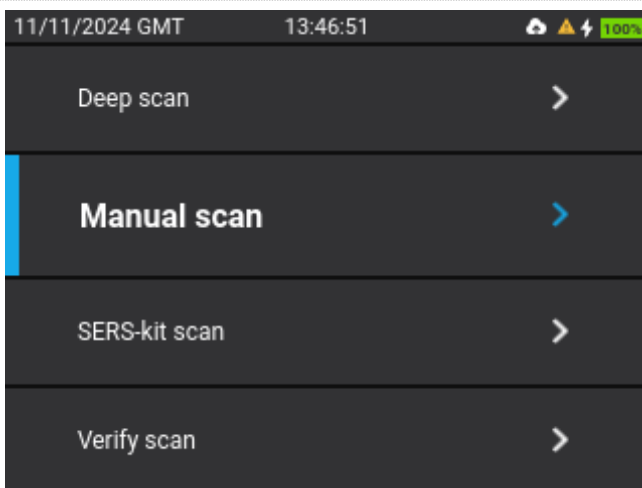 11/11/2024 GMT 13:46:51 100%
Deep scan
Manual scan
SERS-kit scan
Verify scan